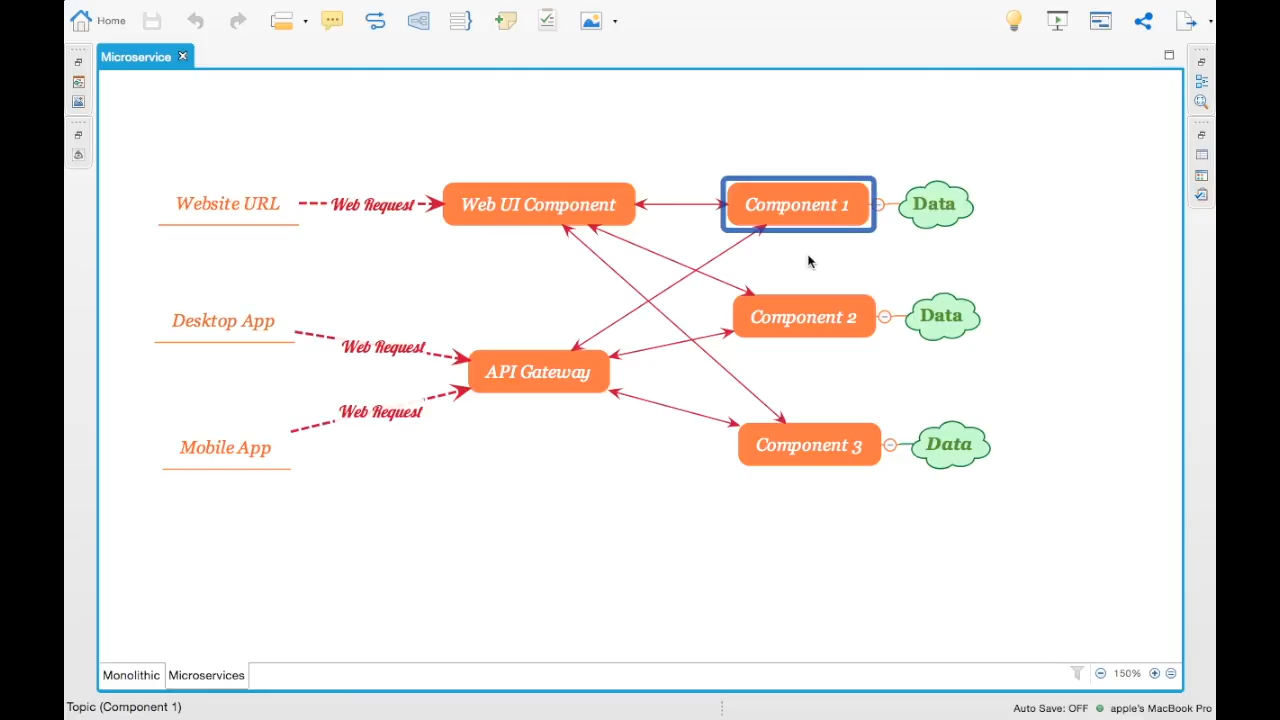 Home
Microservice
Website URL
Web Request
Web UI Component
Component 1
Data
Desktop App
Web Request
Component 2
Data
API Gateway
Web Request
Mobile App
Component 3
Data
Monolithic
Microservices
150%
Topic (Component 1)
Auto Save: OFF
apple's MacBook Pro